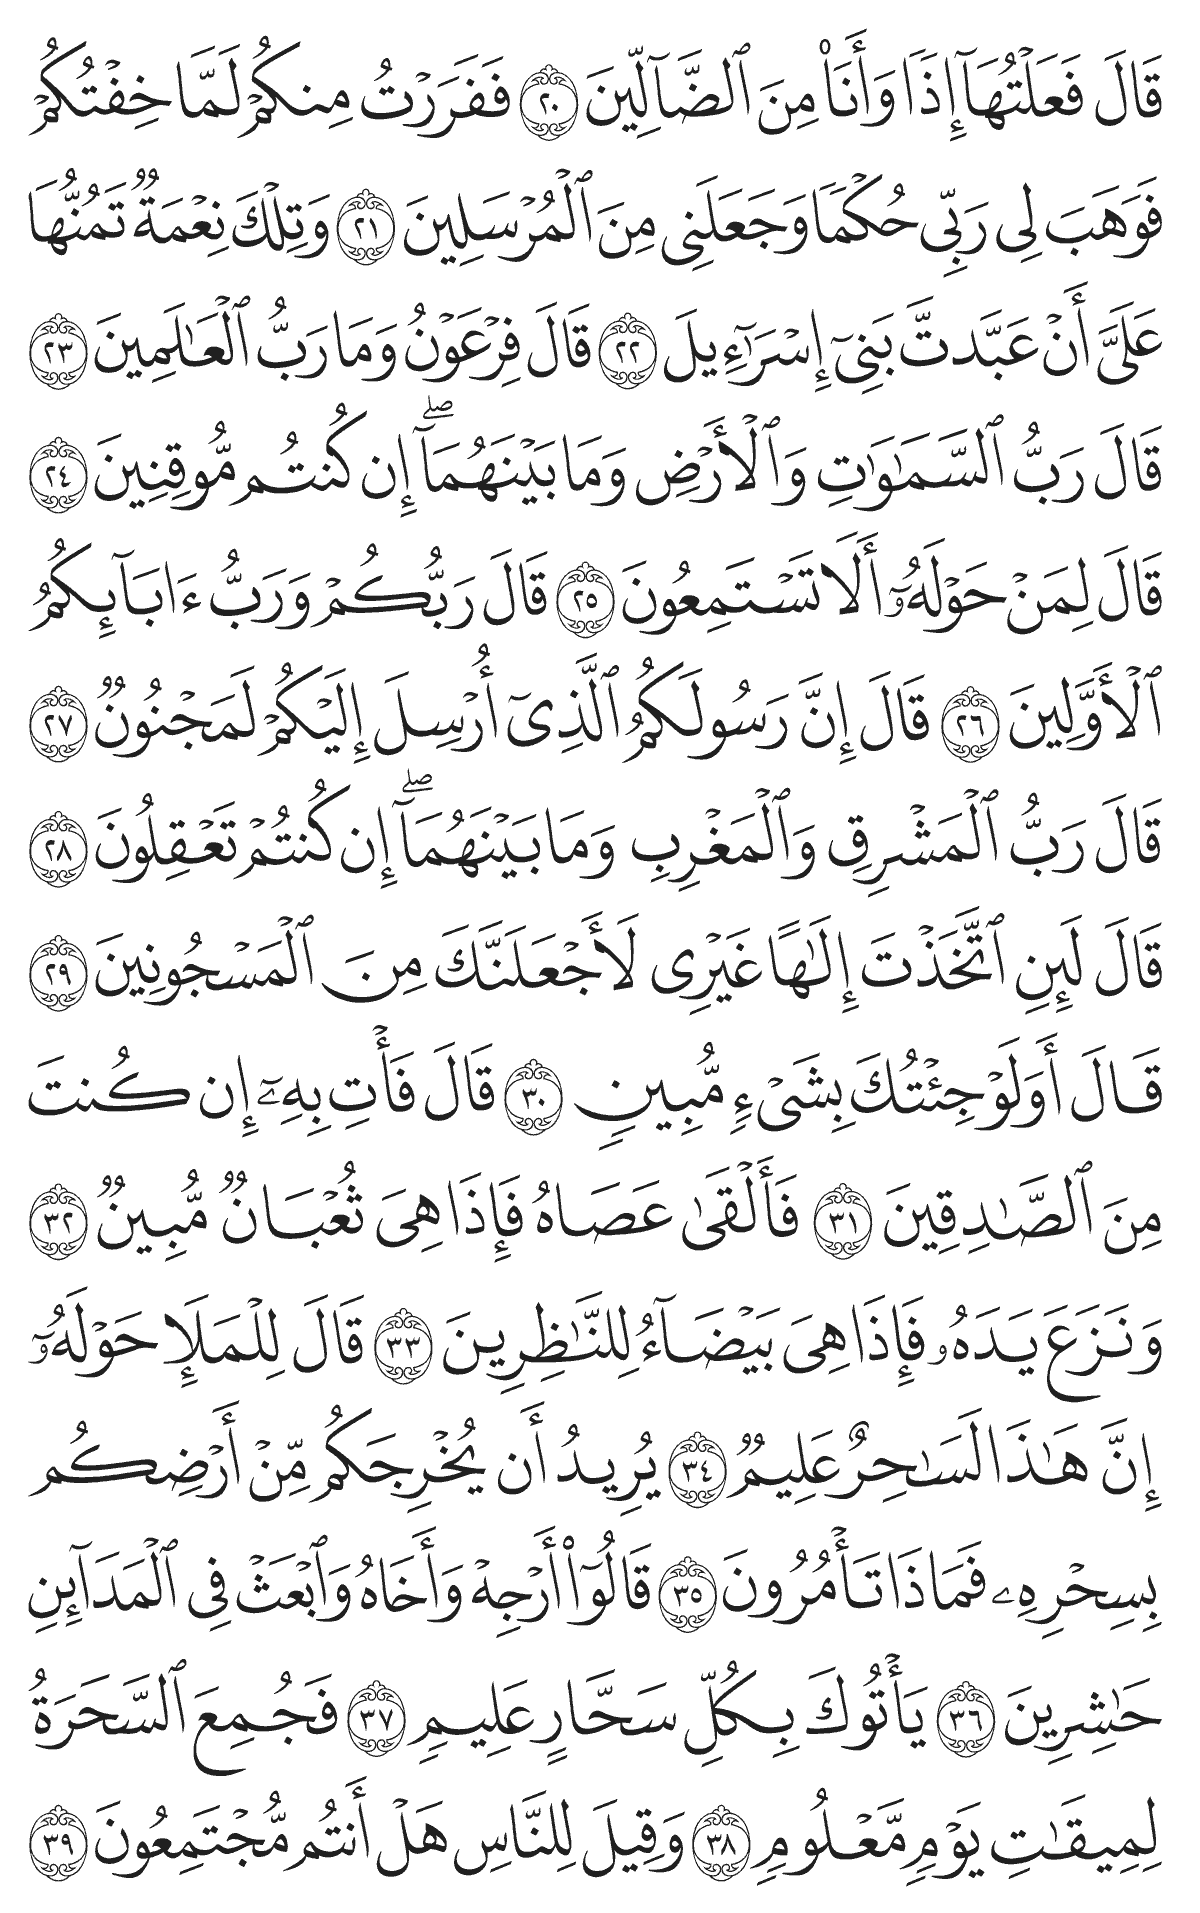 قَالَ فَعَلْتُهَآ إِذًا وَأَنَا۠ مِنَ ٱلضَّآلِّينَ ٢٠ فَفَرَرْتُ مِنكُمْ لَمَّا خِفْتُكُمْ
فَوَهَبَ لِى رَبِّى حُكْمًا وَجَعَلَنِى مِنَ ٱلْمُرْسَلِينَ ٢١ وَتِلْكَ نِعْمَةٌ تَمُنُّهَا
عَلَىَّ أَنْ عَبَّدتَّ بَنِىٓ إِسْرَٰٓءِيلَ ٢٢ قَالَ فِرْعَوْنُ وَمَا رَبُّ ٱلْعَٰلَمِينَ ٢٣
قَالَ رَبُّ ٱلسَّمَٰوَٰتِ وَٱلْأَرْضِ وَمَا بَيْنَهُمَآ ۖ إِن كُنتُم مُّوقِنِينَ ٢٤
قَالَ لِمَنْ حَوْلَهُۥٓ أَلَا تَسْتَمِعُونَ ٢٥ قَالَ رَبُّكُمْ وَرَبُّ ءَابَآئِكُمُ
ٱلْأَوَّلِينَ ٢٦ قَالَ إِنَّ رَسُولَكُمُ ٱلَّذِىٓ أُرْسِلَ إِلَيْكُمْ لَمَجْنُونٌ ٢٧
قَالَ رَبُّ ٱلْمَشْرِقِ وَٱلْمَغْرِبِ وَمَا بَيْنَهُمَآ ۖ إِن كُنتُمْ تَعْقِلُونَ ٢٨
قَالَ لَئِنِ ٱتَّخَذْتَ إِلَٰهًا غَيْرِى لَأَجْعَلَنَّكَ مِنَ ٱلْمَسْجُونِينَ ٢٩
قَالَ أَوَلَوْ جِئْتُكَ بِشَىْءٍ مُّبِينٍ ٣٠ قَالَ فَأْتِ بِهِۦٓ إِن كُنتَ
مِنَ ٱلصَّٰدِقِينَ ٣١ فَأَلْقَىٰ عَصَاهُ فَإِذَا هِىَ ثُعْبَانٌ مُّبِينٌ ٣٢
وَنَزَعَ يَدَهُۥ فَإِذَا هِىَ بَيْضَآءُ لِلنَّٰظِرِينَ ٣٣ قَالَ لِلْمَلَإِ حَوْلَهُۥٓ
إِنَّ هَٰذَا لَسَٰحِرٌ عَلِيمٌ ٣٤ يُرِيدُ أَن يُخْرِجَكُم مِّنْ أَرْضِكُم
بِسِحْرِهِۦ فَمَاذَا تَأْمُرُونَ ٣٥ قَالُوٓا۟ أَرْجِهْ وَأَخَاهُ وَٱبْعَثْ فِى ٱلْمَدَآئِنِ
حَٰشِرِينَ ٣٦ يَأْتُوكَ بِكُلِّ سَحَّارٍ عَلِيمٍ ٣٧ فَجُمِعَ ٱلسَّحَرَةُ
لِمِيقَٰتِ يَوْمٍ مَّعْلُومٍ ٣٨ وَقِيلَ لِلنَّاسِ هَلْ أَنتُم مُّجْتَمِعُونَ ٣٩